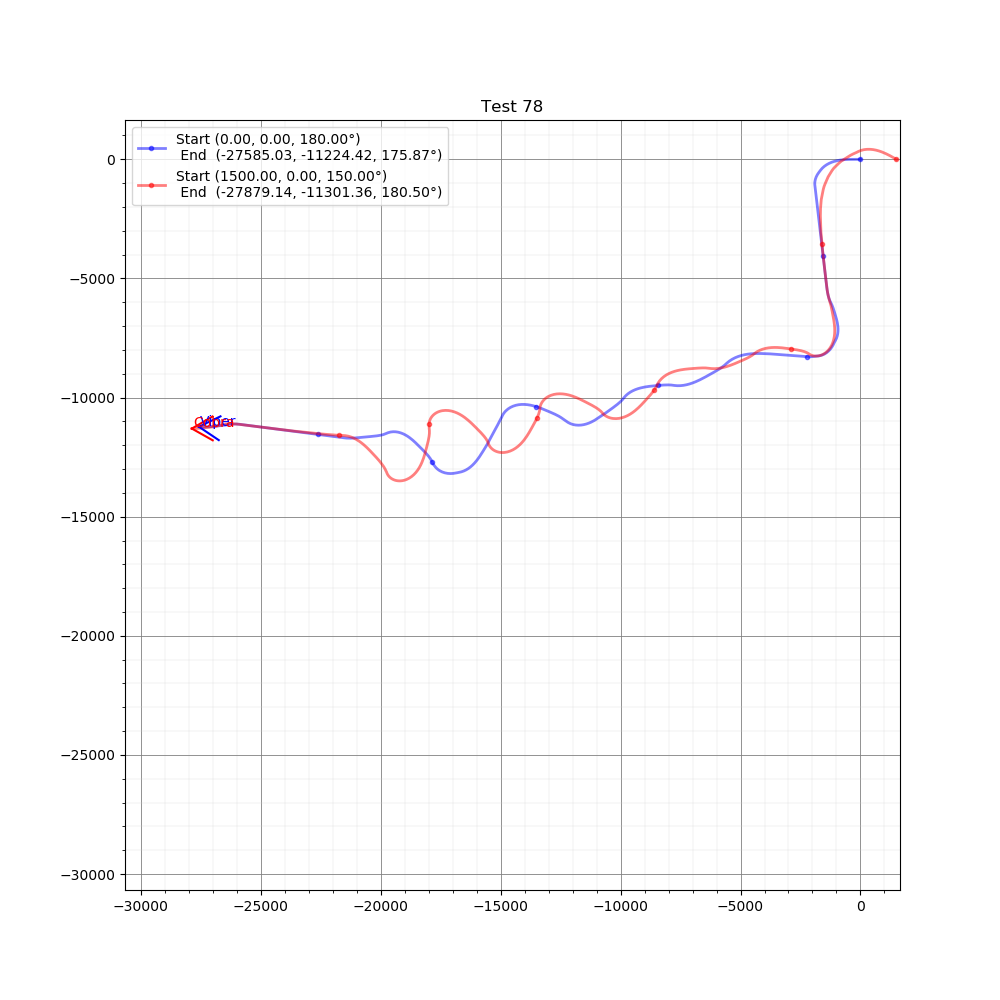 Test 78
Start (0.00, 0.00, 180.00°)
End (-27585.03, -11224.42, 175.87°)
Start (1500.00, 0.00, 150.00°)
End (-27879.14, -11301.36, 180.50°)
0
−5000
−10000
−15000
−20000
−25000
−30000
−30000 −25000 −20000 −15000 −10000 −5000 0